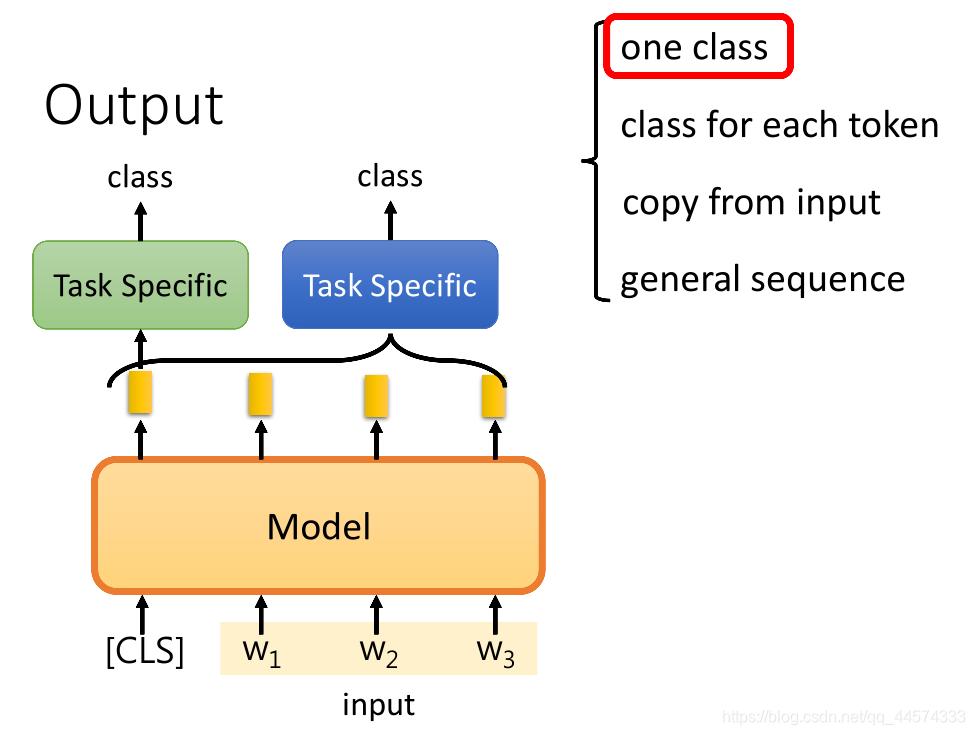 Output
one class
class for each token
copy from input
general sequence
class
class
Task Specific
Task Specific
Model
[CLS]
w₁
w₂
w₃
input
https://blog.csdn.net/qq_44574333